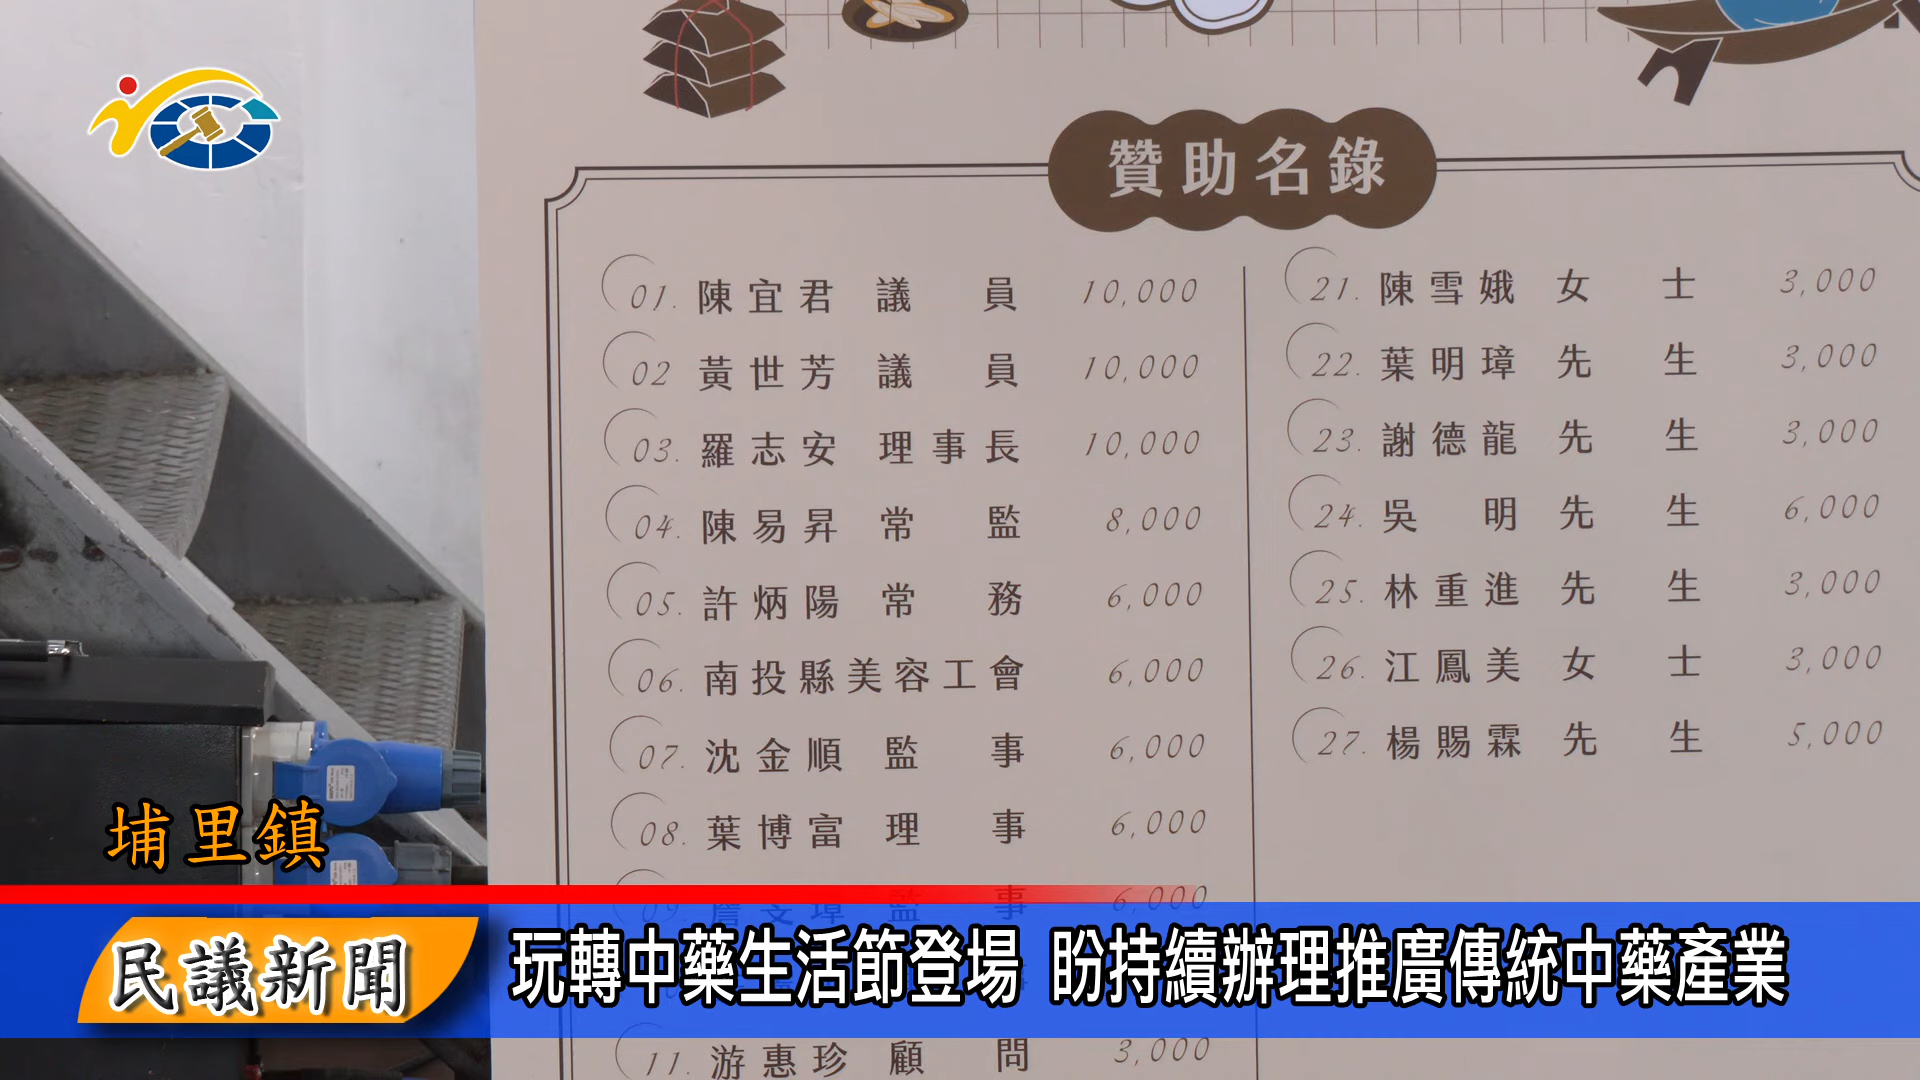 贊助名錄
01. 陳宜君 議員 10,000
02 黃世芳 議員 10,000
03. 羅志安 理事長 10,000
04. 陳易昇 常監 8,000
05. 許炳陽 常務 6,000
06. 南投縣美容工會 6,000
07. 沈金順 監事 6,000
08. 葉博富 理事 6,000
09. 詹文璋 監事 6,000
11. 游惠珍 顧問 3,000
21. 陳雪娥 女士 3,000
22. 葉明璋 先生 3,000
23. 謝德龍 先生 3,000
24. 吳明 先生 6,000
25. 林重進 先生 3,000
26. 江鳳美 女士 3,000
27. 楊賜霖 先生 5,000
埔里鎮
民議新聞
玩轉中藥生活節登場 盼持續辦理推廣傳統中藥產業